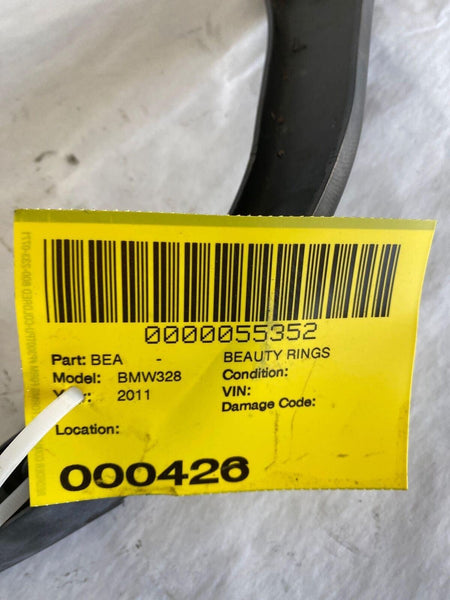 0000055352
Part: BEA - BEAUTY RINGS
Model: BMW328 Condition:
2011 VIN:
Damage Code:
Location:
000426